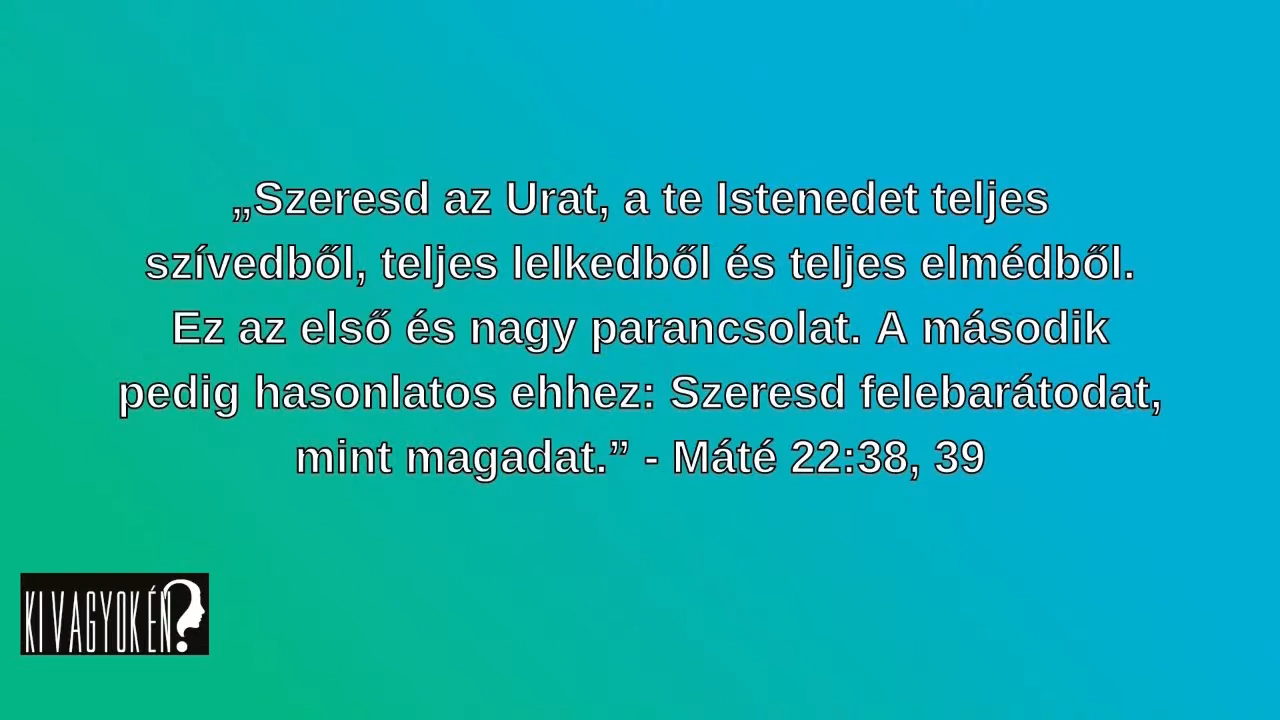 „Szeresd az Urat, a te Istenedet teljes
szívedből, teljes lelkedből és teljes elmédből.
Ez az első és nagy parancsolat. A második
pedig hasonlatos ehhez: Szeresd felebarátodat,
mint magadat.” - Máté 22:38, 39
KI VAGYOK ÉN?